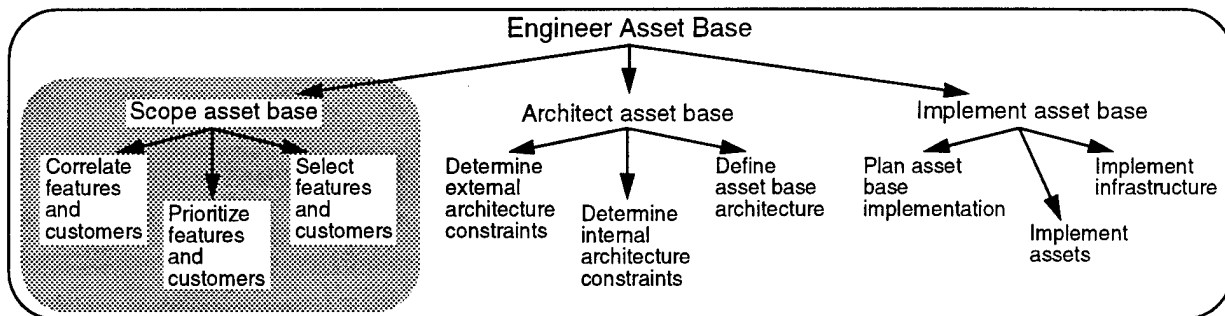 Engineer Asset Base
Scope asset base
Architect asset base
Implement asset base
Correlate
features
and
customers
Prioritize
features
and
customers
Select
features
and
customers
Determine
external
architecture
constraints
Determine
internal
architecture
constraints
Define
asset base
architecture
Plan asset
base
implementation
Implement
assets
Implement
infrastructure